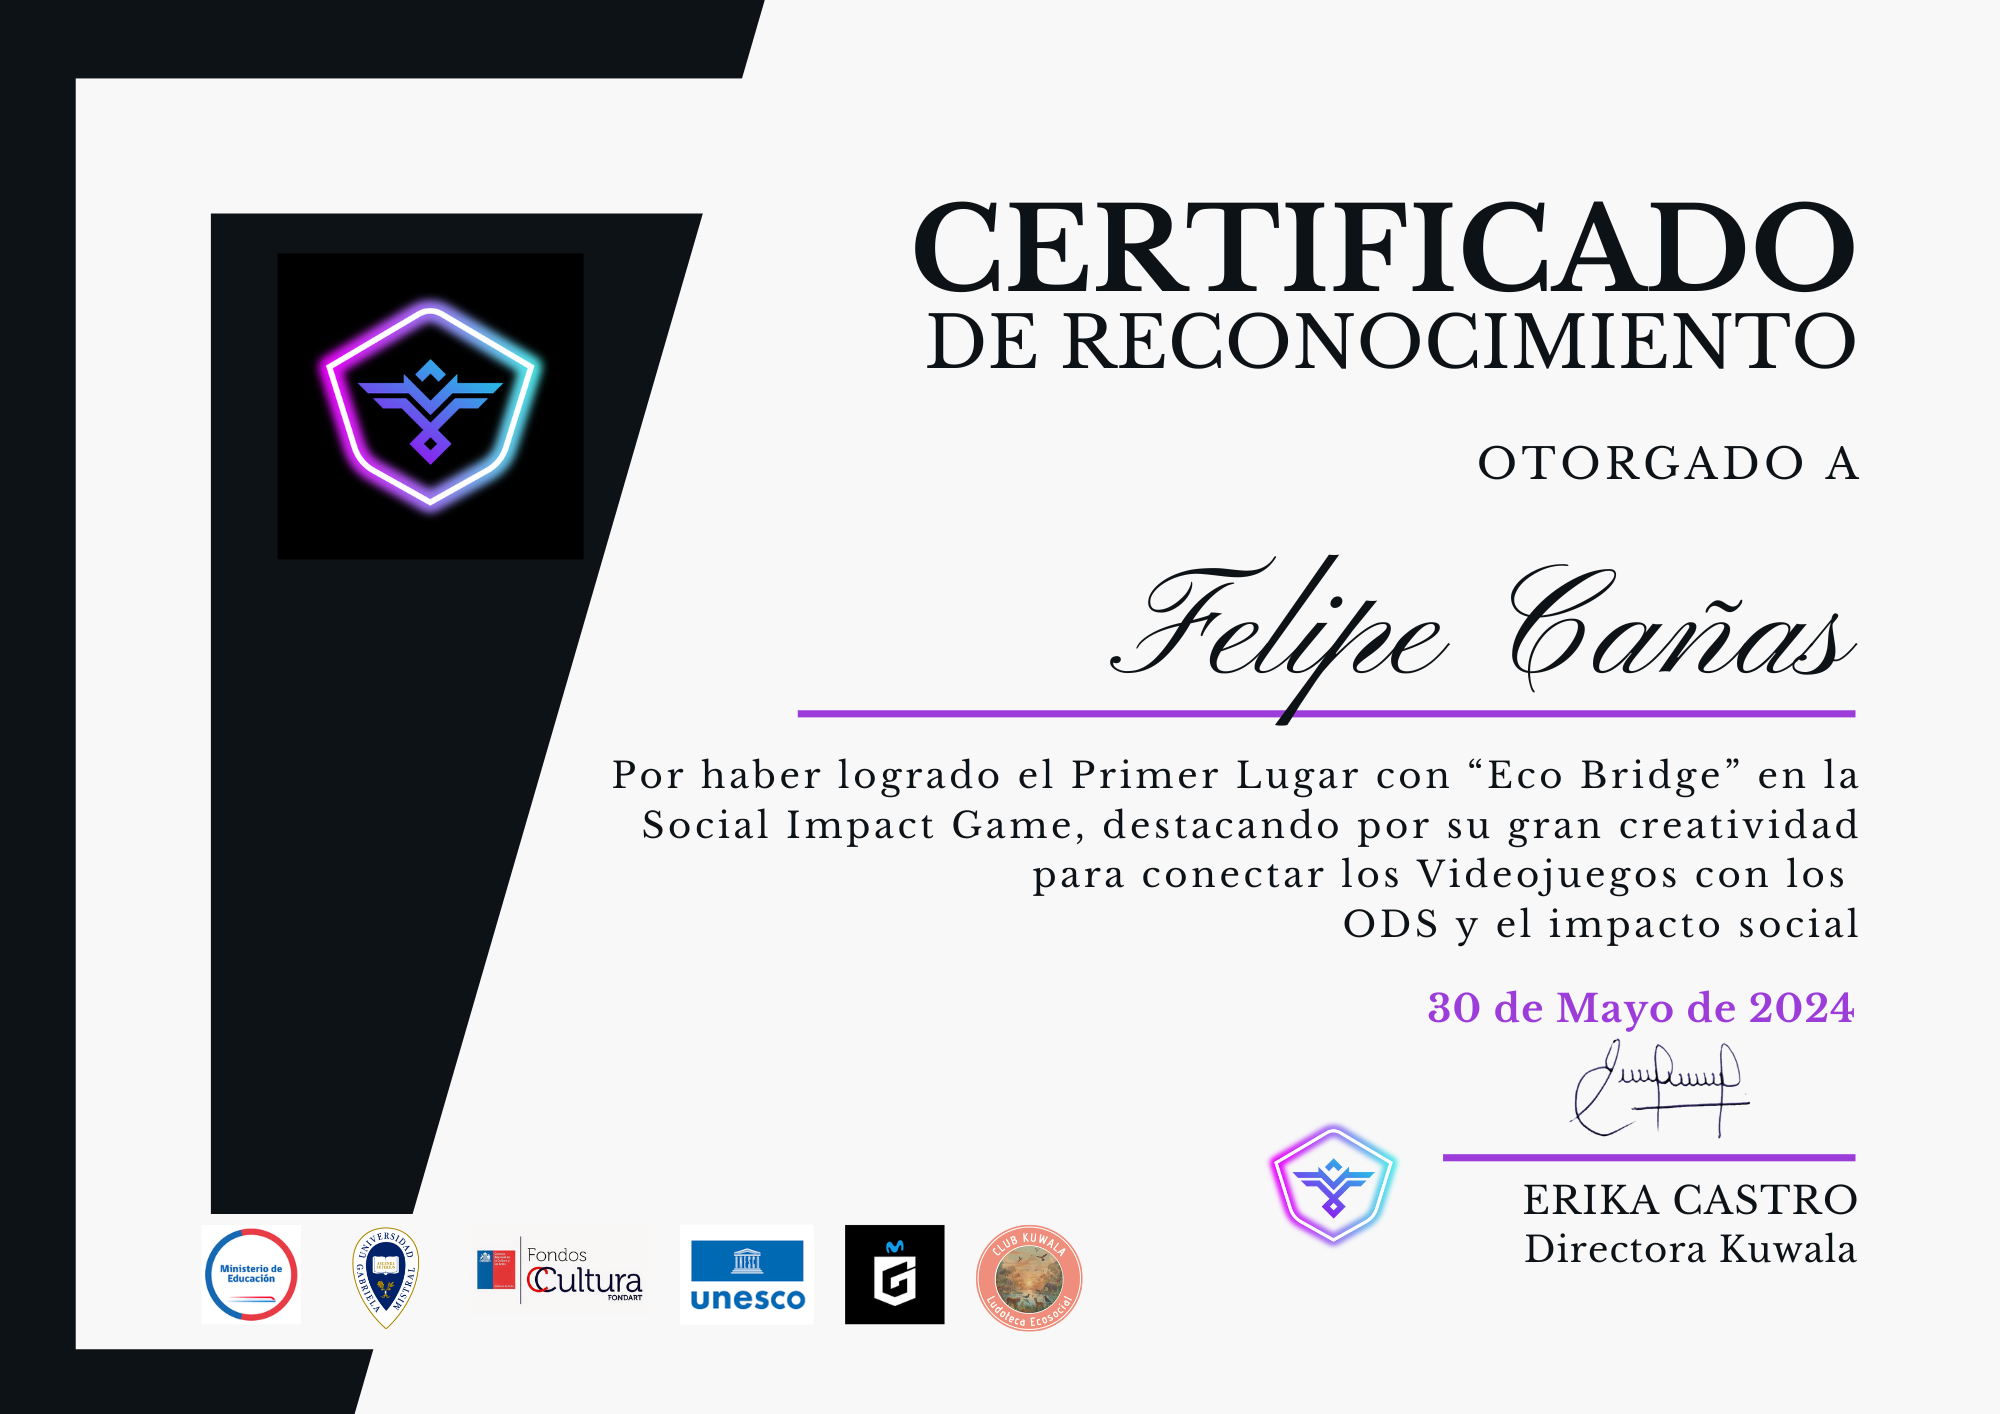 CERTIFICADO
DE RECONOCIMIENTO
OTORGADO A
Felipe Cañas
Por haber logrado el Primer Lugar con “Eco Bridge” en la
Social Impact Game, destacando por su gran creatividad
para conectar los Videojuegos con los
ODS y el impacto social
30 de Mayo de 2024
ERIKA CASTRO
Directora Kuwala
Ministerio de
Educación
UNIVERSIDAD
GABRIELA MISTRAL
Fondos
Cultura
FONDART
unesco
G
CLUB KUWALA
Ludoteca Ecosocial